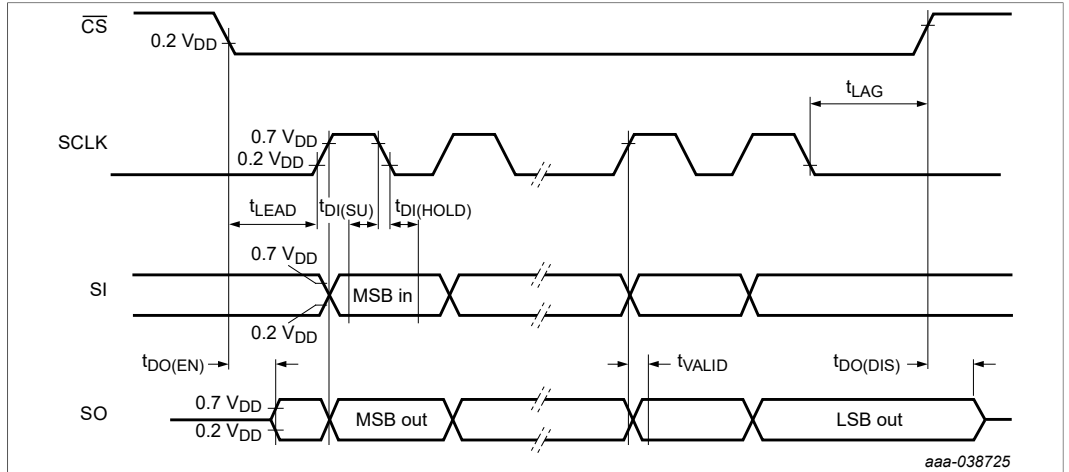 CS
0.2 VDD
tLAG
SCLK
0.7 VDD
0.2 VDD
tLEAD
tDI(SU)
tDI(HOLD)
0.7 VDD
SI
MSB in
0.2 VDD
tDO(EN)
tVALID
tDO(DIS)
SO
0.7 VDD
0.2 VDD
MSB out
LSB out
aaa-038725